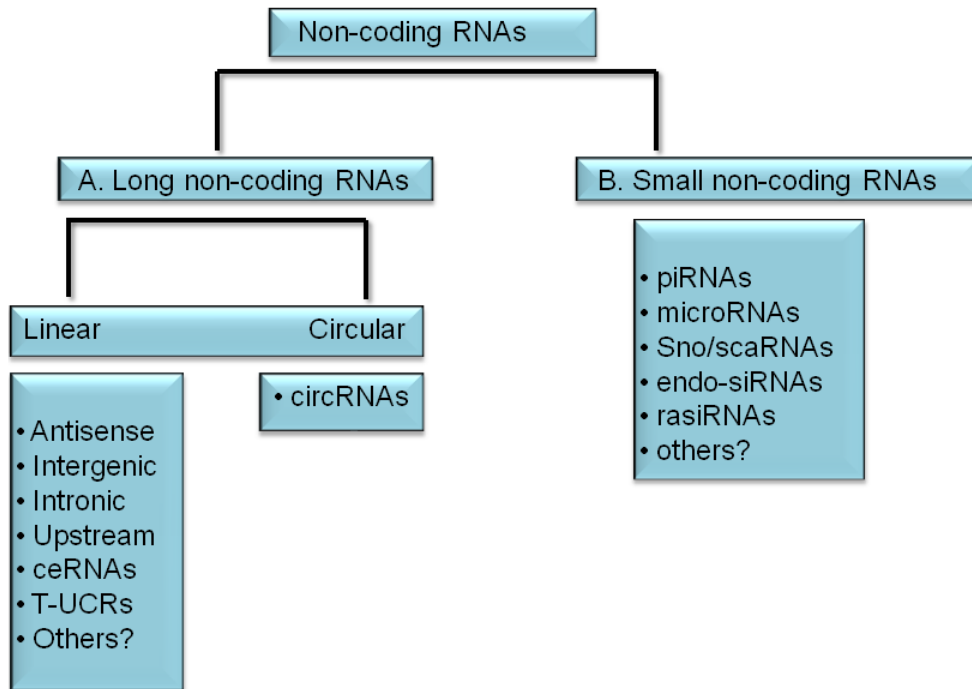 Non-coding RNAs
A. Long non-coding RNAs
B. Small non-coding RNAs
Linear
Circular
• Antisense
• Intergenic
• Intronic
• Upstream
• ceRNAs
• T-UCRs
• Others?
• circRNAs
• piRNAs
• microRNAs
• Sno/scaRNAs
• endo-siRNAs
• rasiRNAs
• others?